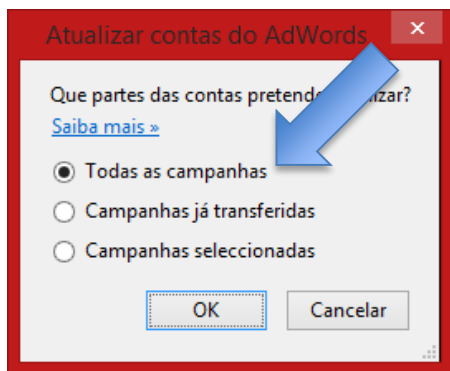 Atualizar contas do AdWords
×
Que partes das contas pretende
Saiba mais »
Todas as campanhas
Campanhas já transferidas
Campanhas seleccionadas
OK Cancelar